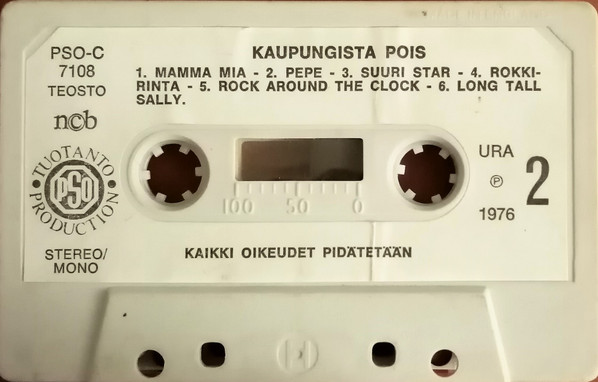 PSO-C
7108
TEOSTO
ncb
TUOTANTO
PSO
PRODUCTION
STEREO/
MONO
KAUPUNGISTA POIS
1. MAMMA MIA - 2. PEPE - 3. SUURI STAR - 4. ROKKI-
RINTA - 5. ROCK AROUND THE CLOCK - 6. LONG TALL
SALLY.
100 50 0
URA
2
℗
1976
KAIKKI OIKEUDET PIDÄTETÄÄN